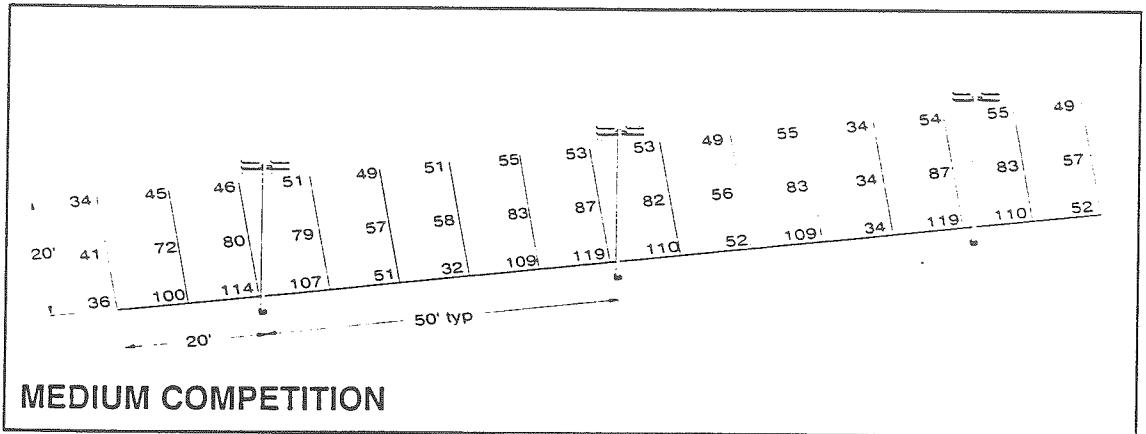 34 45 46 51 49 51 55 53 53 49 55 34 54 55 49
20' 41 72 80 79 57 58 83 87 82 56 83 34 87 83 57
36 100 114 107 51 32 109 119 110 52 109 34 119 110 52
20' 50' typ
MEDIUM COMPETITION